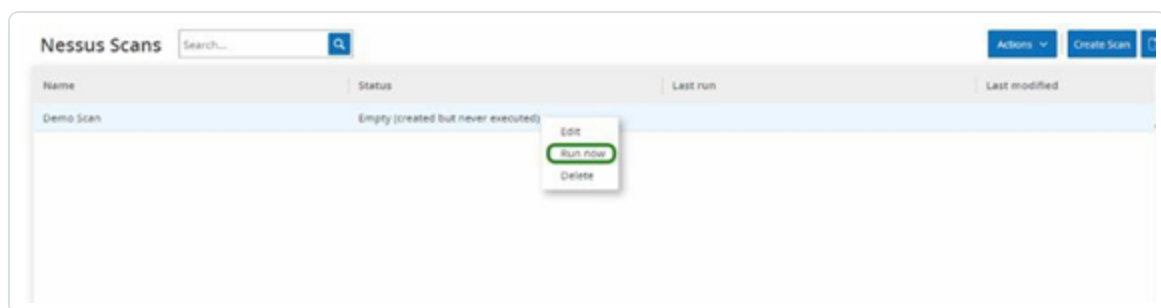 Nessus Scans Search... Actions Create Scan
Name Status Last run Last modified
Demo Scan Empty (created but never executed)
Edit
Run now
Delete